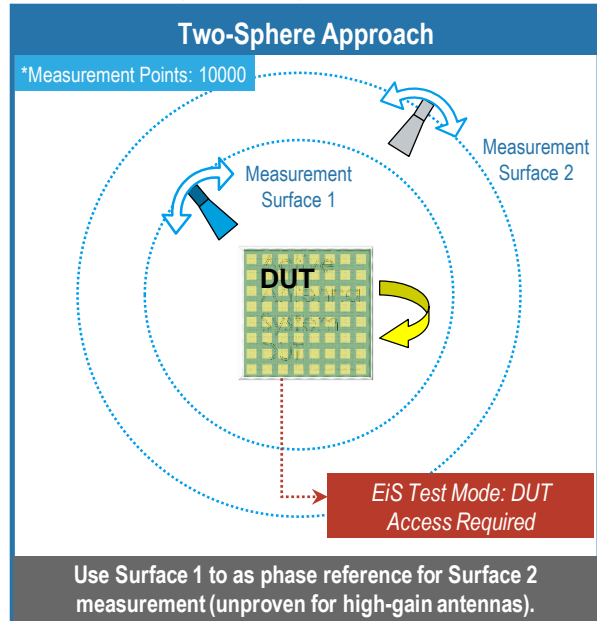 Two-Sphere Approach
*Measurement Points: 10000
Measurement
Surface 2
Measurement
Surface 1
DUT
EiS Test Mode: DUT
Access Required
Use Surface 1 to as phase reference for Surface 2
measurement (unproven for high-gain antennas).